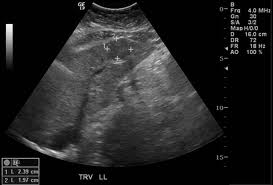 GE
B
Frq 4.0 MHz
Gn 30
S/A 3/2
Map H/0/0
D 16.0 cm
DR 72
FR 18 Hz
AO 100 %
5
10
15
1 L 2.39 cm
2 L 1.97 cm
TRV LL